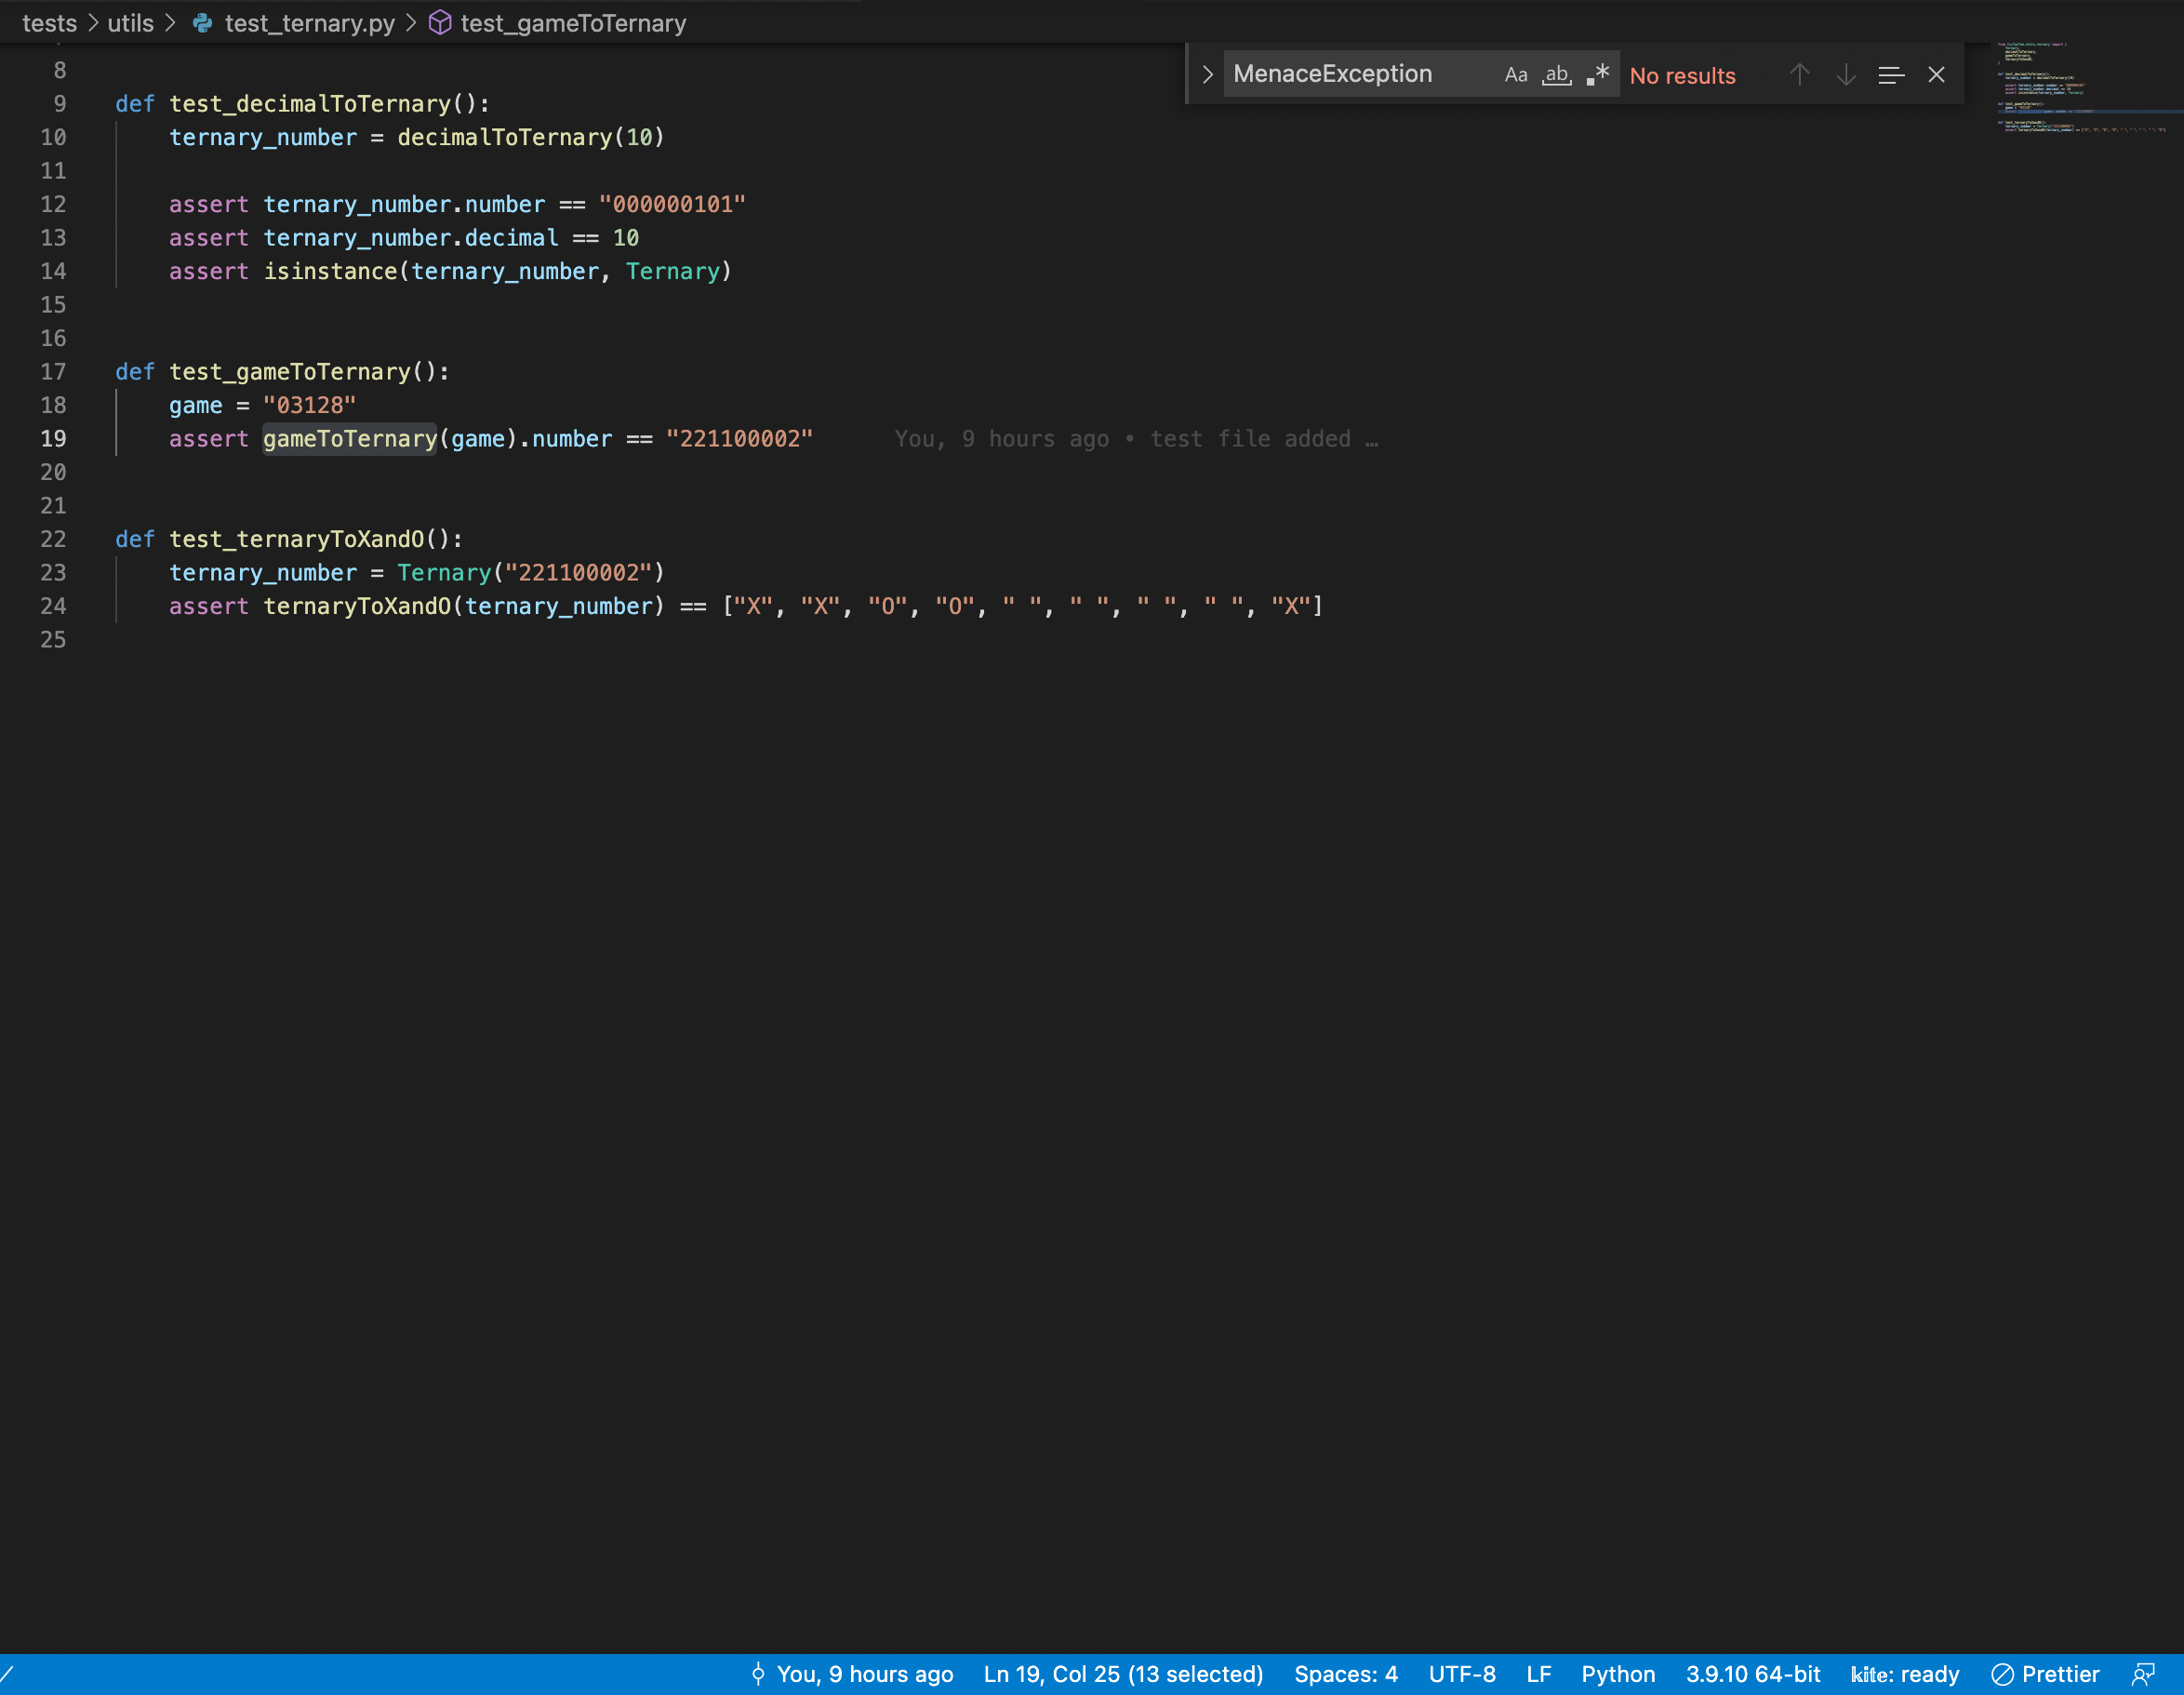 tests > utils > test_ternary.py > test_gameToTernary
MenaceException Aa ab .* No results
8
9 def test_decimalToTernary():
10 ternary_number = decimalToTernary(10)
11
12 assert ternary_number.number == "000000101"
13 assert ternary_number.decimal == 10
14 assert isinstance(ternary_number, Ternary)
15
16
17 def test_gameToTernary():
18 game = "03128"
19 assert gameToTernary(game).number == "221100002" You, 9 hours ago • test file added …
20
21
22 def test_ternaryToXandO():
23 ternary_number = Ternary("221100002")
24 assert ternaryToXandO(ternary_number) == ["X", "X", "O", "O", " ", " ", " ", " ", "X"]
25
You, 9 hours ago Ln 19, Col 25 (13 selected) Spaces: 4 UTF-8 LF Python 3.9.10 64-bit kite: ready Prettier